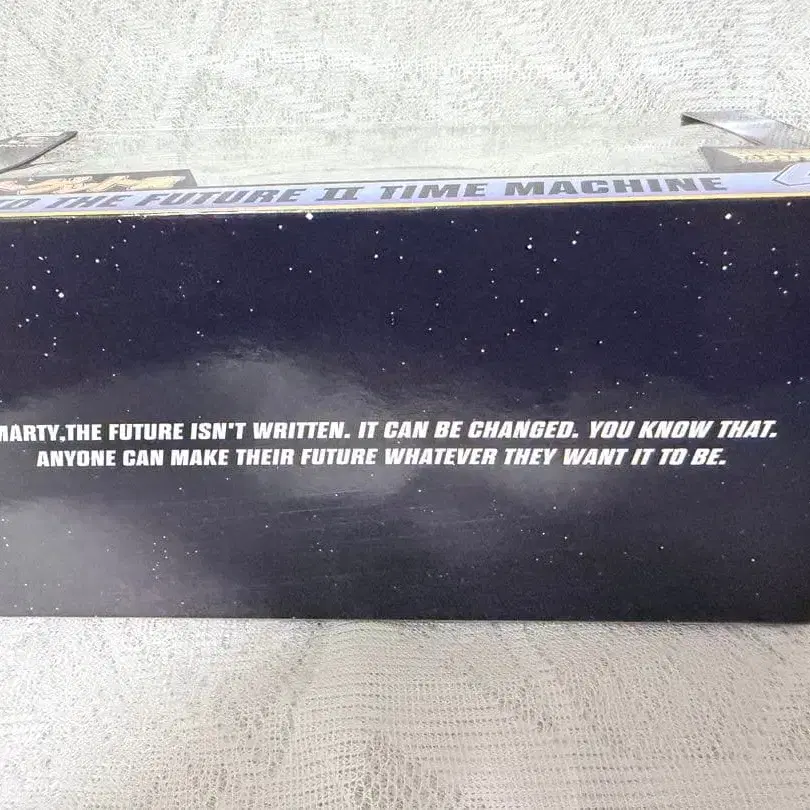 TO THE FUTURE II TIME MACHINE
MARTY,THE FUTURE ISN'T WRITTEN. IT CAN BE CHANGED. YOU KNOW THAT.
ANYONE CAN MAKE THEIR FUTURE WHATEVER THEY WANT IT TO BE.